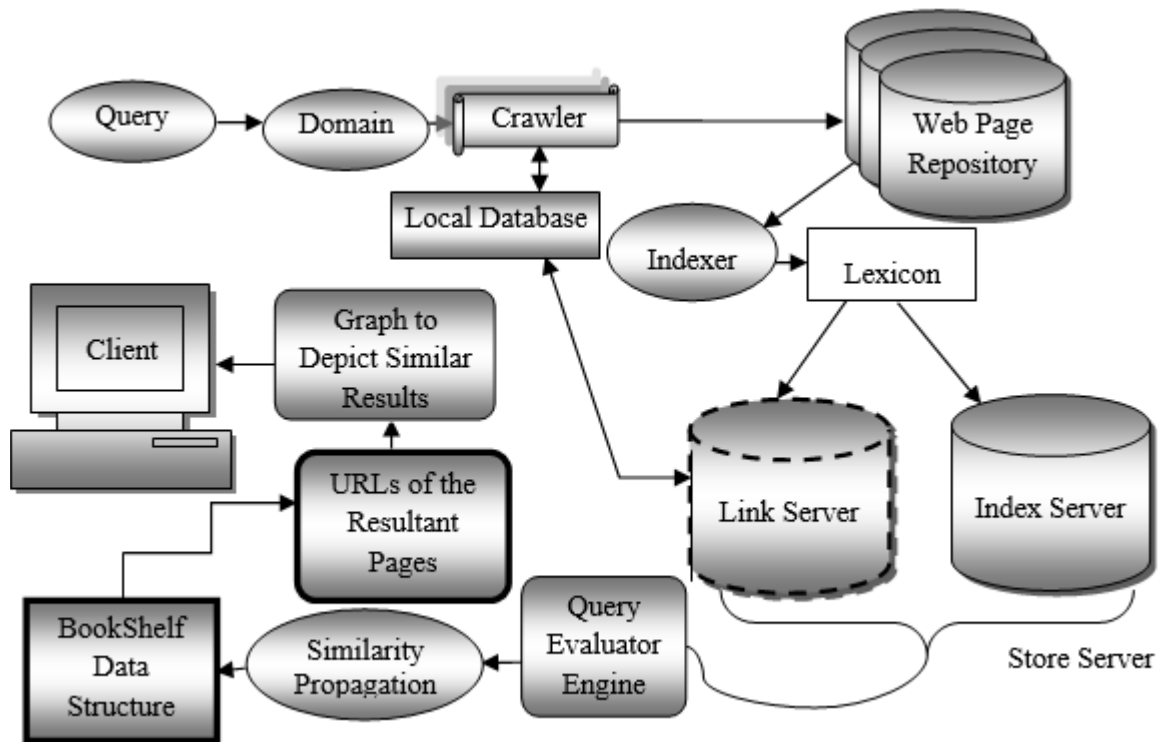 Query
Domain
Crawler
Web Page
Repository
Local Database
Indexer
Lexicon
Client
Graph to
Depict Similar
Results
URLs of the
Resultant
Pages
Link Server
Index Server
BookShelf
Data
Structure
Similarity
Propagation
Query
Evaluator
Engine
Store Server